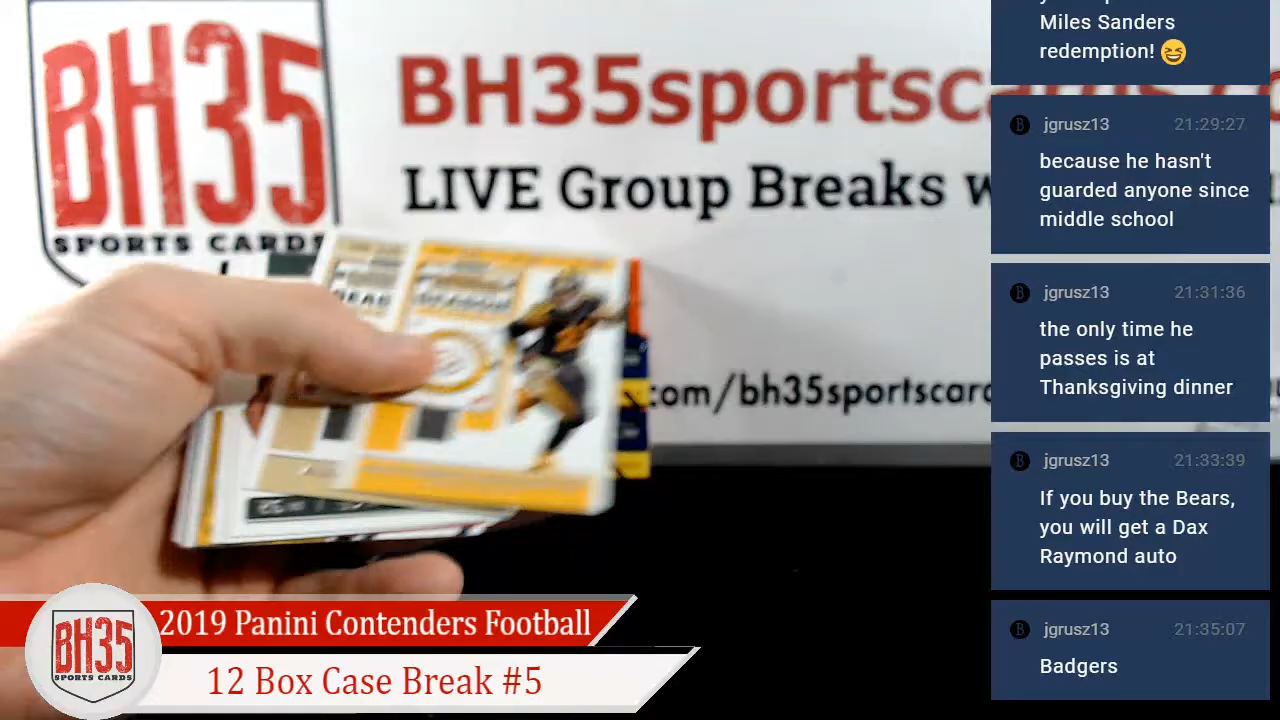 BH35
SPORTS CARDS
BH35sportsca
LIVE Group Breaks w
com/bh35sportscard
SEASON
Miles Sanders
redemption! 😆
jgrusz13 21:29:27
because he hasn't
guarded anyone since
middle school
jgrusz13 21:31:36
the only time he
passes is at
Thanksgiving dinner
jgrusz13 21:33:39
If you buy the Bears,
you will get a Dax
Raymond auto
jgrusz13 21:35:07
Badgers
BH35
SPORTS CARDS
2019 Panini Contenders Football
12 Box Case Break #5